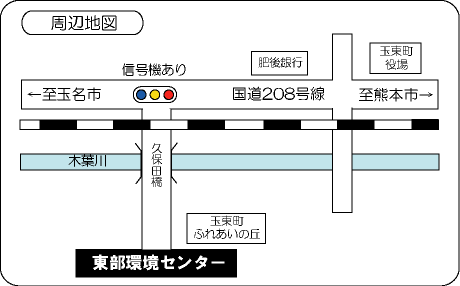 周辺地図
玉東町
役場
肥後銀行
信号機あり
←至玉名市
国道208号線
至熊本市→
木葉川
久保田橋
玉東町
ふれあいの丘
東部環境センター